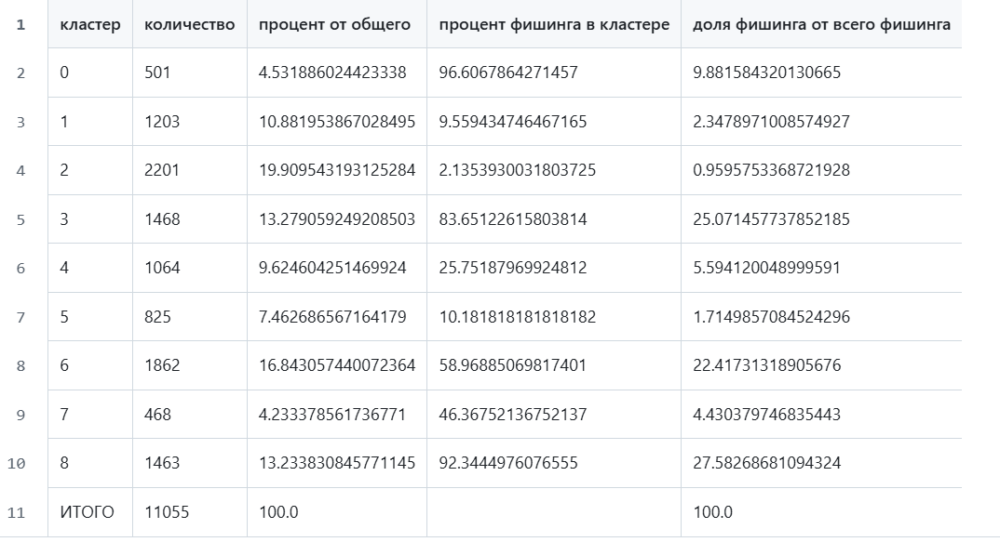 1 кластер количество процент от общего процент фишинга в кластере доля фишинга от всего фишинга
2 0 501 4.531886024423338 96.6067864271457 9.881584320130665
3 1 1203 10.881953867028495 9.559434746467165 2.3478971008574927
4 2 2201 19.909543193125284 2.1353930031803725 0.9595753368721928
5 3 1468 13.279059249208503 83.65122615803814 25.071457737852185
6 4 1064 9.624604251469924 25.75187969924812 5.594120048999591
7 5 825 7.462686567164179 10.181818181818182 1.7149857084524296
8 6 1862 16.843057440072364 58.96885069817401 22.41731318905676
9 7 468 4.233378561736771 46.36752136752137 4.430379746835443
10 8 1463 13.233830845771145 92.3444976076555 27.58268681094324
11 ИТОГО 11055 100.0 100.0